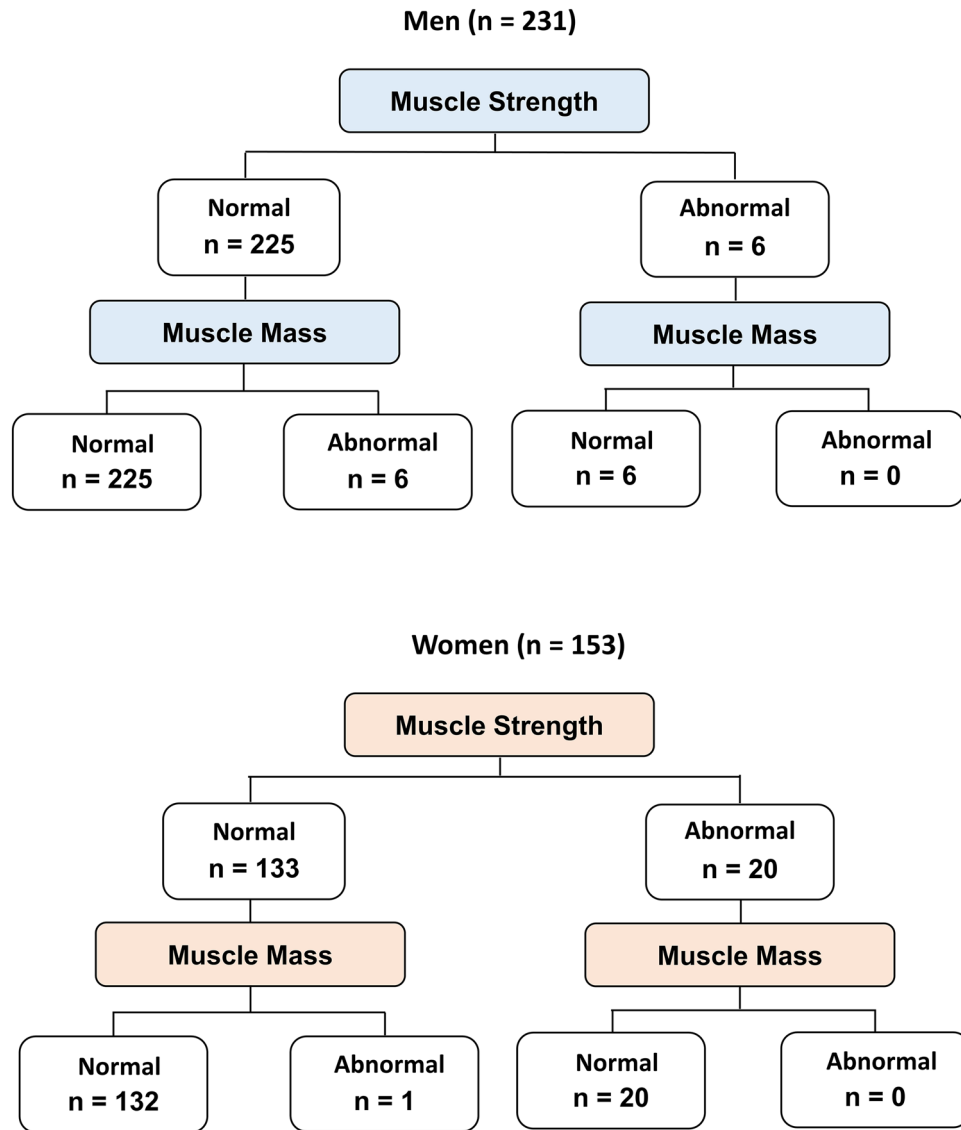 Men (n = 231)
Muscle Strength
Normal
n = 225
Abnormal
n = 6
Muscle Mass
Muscle Mass
Normal
n = 225
Abnormal
n = 6
Normal
n = 6
Abnormal
n = 0
Women (n = 153)
Muscle Strength
Normal
n = 133
Abnormal
n = 20
Muscle Mass
Muscle Mass
Normal
n = 132
Abnormal
n = 1
Normal
n = 20
Abnormal
n = 0